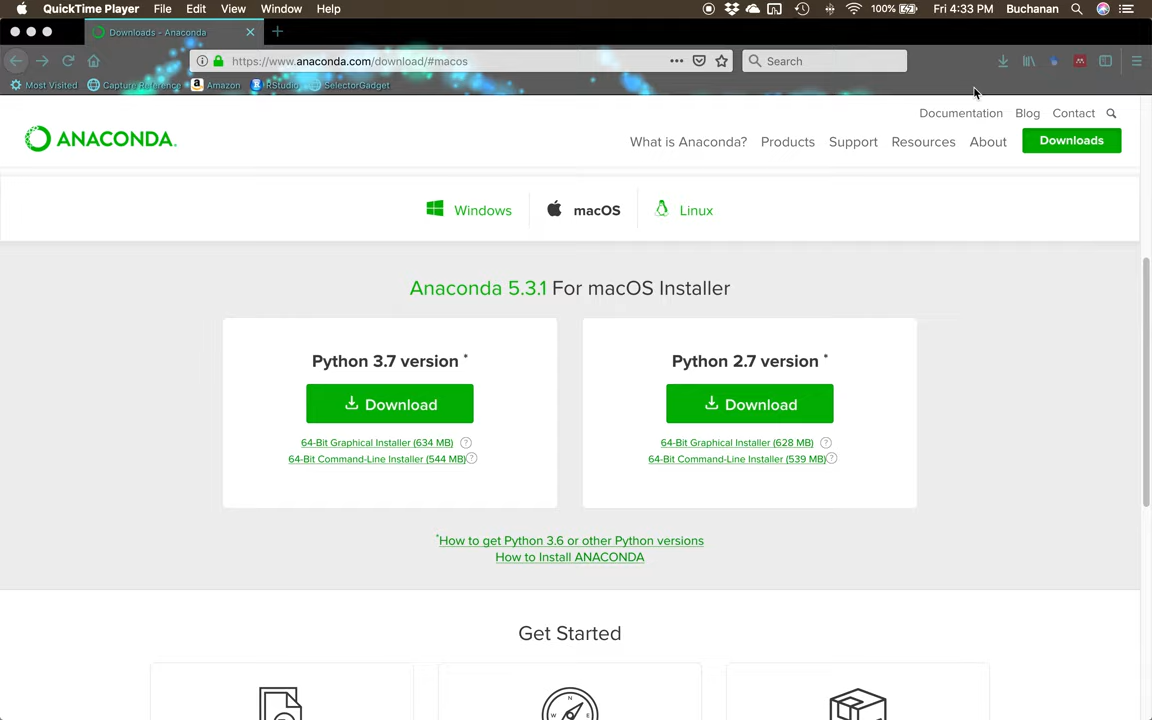 QuickTime Player File Edit View Window Help 100% Fri 4:33 PM Buchanan
Downloads - Anaconda
https://www.anaconda.com/download/#macos Search
Most Visited Capture Reference Amazon RStudio SelectorGadget
Documentation Blog Contact
ANACONDA.
What is Anaconda? Products Support Resources About Downloads
Windows macOS Linux
Anaconda 5.3.1 For macOS Installer
Python 3.7 version * Python 2.7 version *
Download Download
64-Bit Graphical Installer (634 MB) ? 64-Bit Graphical Installer (628 MB) ?
64-Bit Command-Line Installer (544 MB) ? 64-Bit Command-Line Installer (539 MB) ?
*How to get Python 3.6 or other Python versions
How to Install ANACONDA
Get Started
N
W E